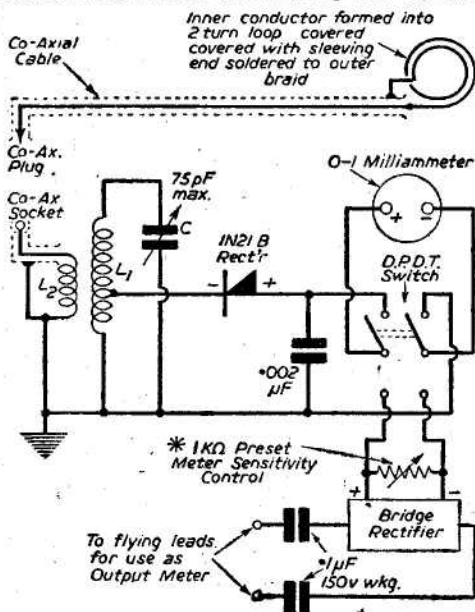 Inner conductor formed into
2 turn loop covered
covered with sleeving
end soldered to outer
braid
Co-Axial
Cable
Co-Ax.
Plug
Co-Ax
Socket
75pF
max.
C
L1
L2
1N21 B
Rect'r
- +
O-1 Milliammeter
+ -
D.P.D.T.
Switch
·002
µF
* 1KΩ Preset
Meter Sensitivity
Control
+ -
Bridge
Rectifier
To flying leads
for use as
Output Meter
·1µF
150v wkg.